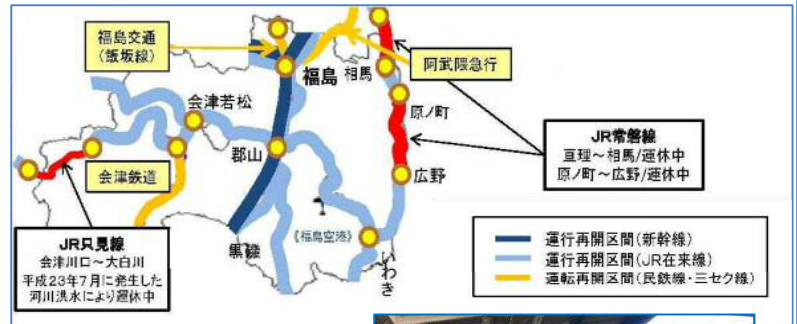 福島交通
(飯坂線)
福島
相馬
阿武隈急行
会津若松
原ノ町
JR常磐線
亘理～相馬/運休中
原ノ町～広野/運休中
郡山
会津鉄道
広野
JR只見線
会津川口～大白川
平成23年7月に発生した
河川洪水により運休中
黒磯
《福島空港》
いわき
運行再開区間(新幹線)
運行再開区間(JR在来線)
運転再開区間(民鉄線・三セク線)